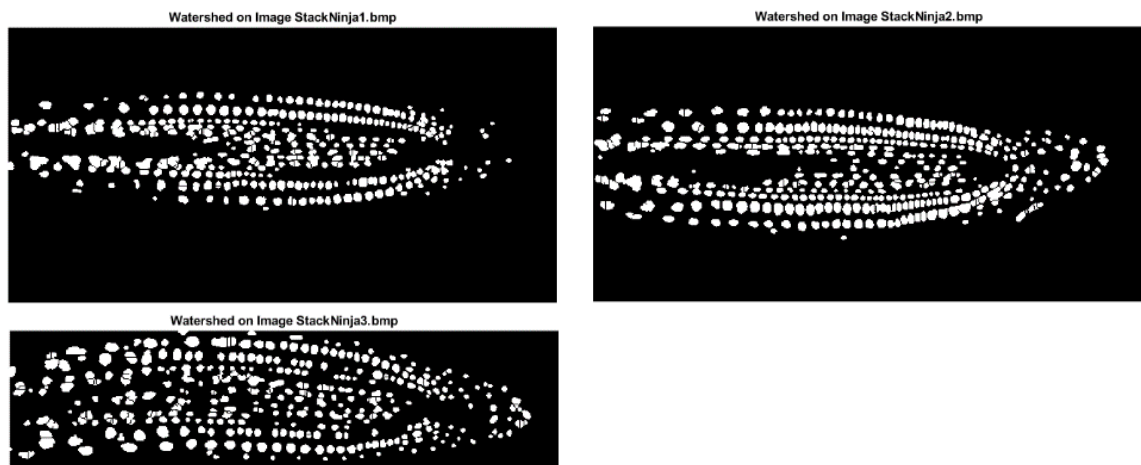 Watershed on Image StackNinja1.bmp
Watershed on Image StackNinja2.bmp
Watershed on Image StackNinja3.bmp